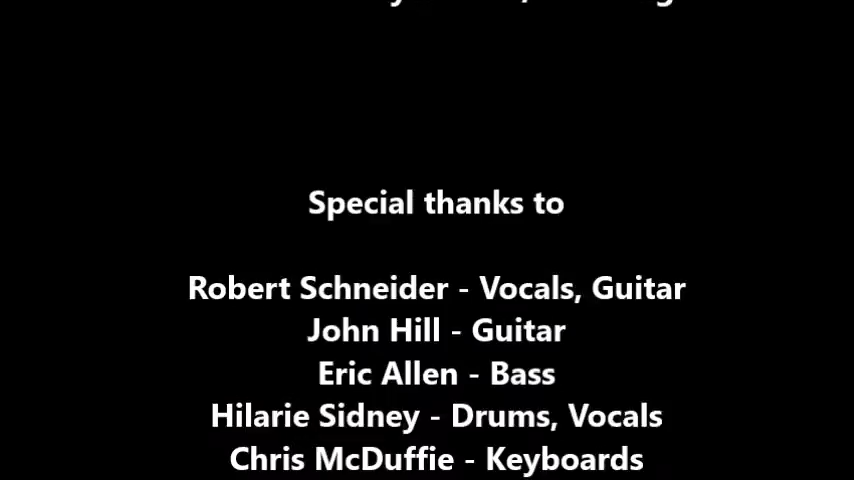 Special thanks to
Robert Schneider - Vocals, Guitar
John Hill - Guitar
Eric Allen - Bass
Hilarie Sidney - Drums, Vocals
Chris McDuffie - Keyboards